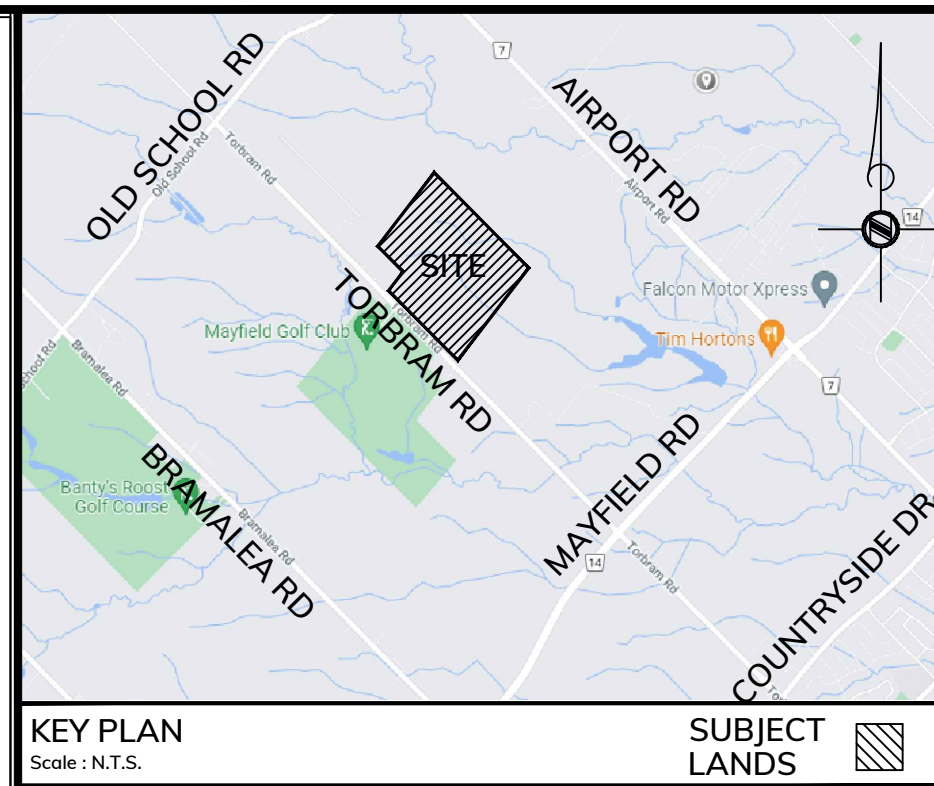 OLD SCHOOL RD
Old School Rd
Torbram Rd
7
AIRPORT RD
Airport Rd
14
SITE
TORBRAM RD
Torbram Rd
Falcon Motor Xpress
Mayfield Golf Club
Tim Hortons
Bramalea Rd
7
BRAMALEA RD
Banty's Roost
Golf Course
Bramalea Rd
MAYFIELD RD
14
Torbram Rd
COUNTRYSIDE DR.
KEY PLAN
Scale : N.T.S.
SUBJECT
LANDS